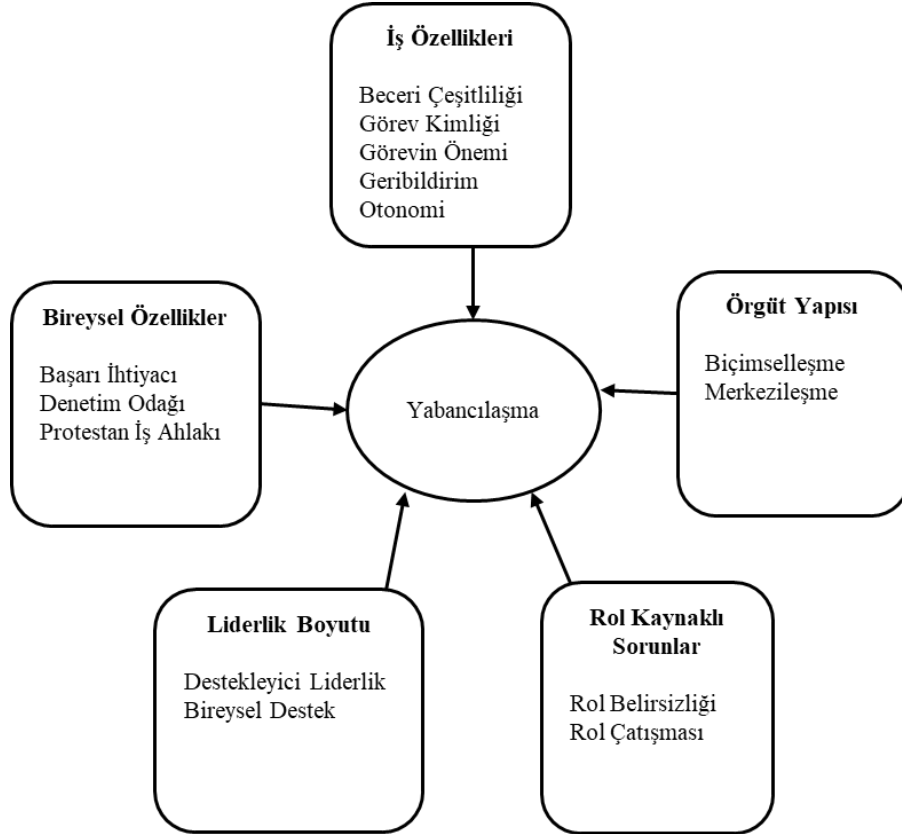 İş Özellikleri
Beceri Çeşitliliği
Görev Kimliği
Görevin Önemi
Geribildirim
Otonomi
Bireysel Özellikler
Başarı İhtiyacı
Denetim Odağı
Protestan İş Ahlakı
Yabancılaşma
Örgüt Yapısı
Biçimselleşme
Merkezileşme
Liderlik Boyutu
Destekleyici Liderlik
Bireysel Destek
Rol Kaynaklı
Sorunlar
Rol Belirsizliği
Rol Çatışması